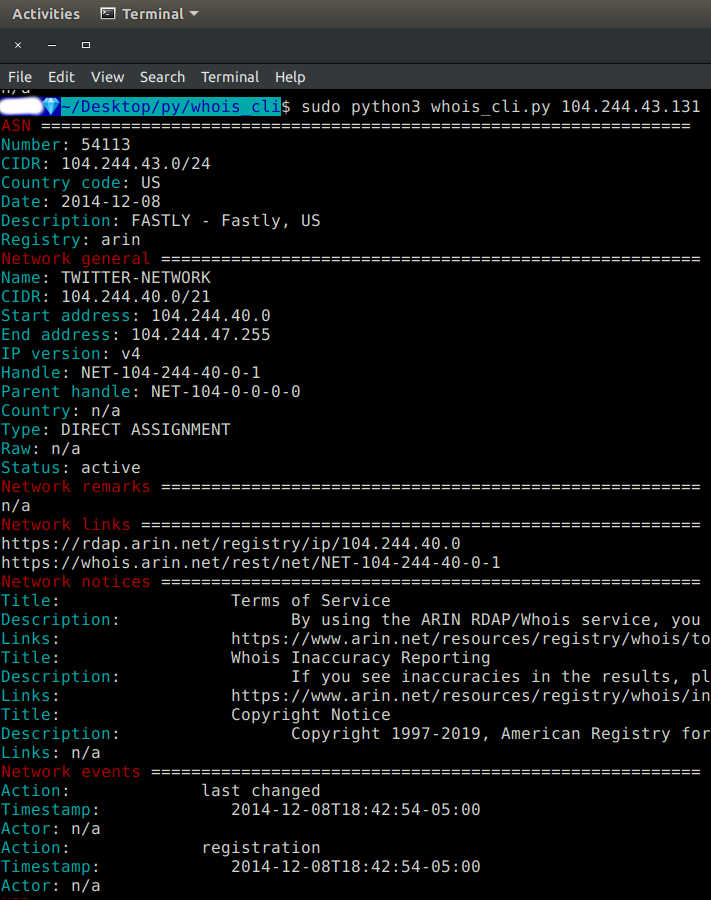 Activities Terminal
File Edit View Search Terminal Help
n/a
~/Desktop/py/whois_cli$ sudo python3 whois_cli.py 104.244.43.131
ASN =================================================================
Number: 54113
CIDR: 104.244.43.0/24
Country code: US
Date: 2014-12-08
Description: FASTLY - Fastly, US
Registry: arin
Network general ======================================================
Name: TWITTER-NETWORK
CIDR: 104.244.40.0/21
Start address: 104.244.40.0
End address: 104.244.47.255
IP version: v4
Handle: NET-104-244-40-0-1
Parent handle: NET-104-0-0-0-0
Country: n/a
Type: DIRECT ASSIGNMENT
Raw: n/a
Status: active
Network remarks ======================================================
n/a
Network links ========================================================
https://rdap.arin.net/registry/ip/104.244.40.0
https://whois.arin.net/rest/net/NET-104-244-40-0-1
Network notices ======================================================
Title: Terms of Service
Description: By using the ARIN RDAP/Whois service, you
Links: https://www.arin.net/resources/registry/whois/to
Title: Whois Inaccuracy Reporting
Description: If you see inaccuracies in the results, pl
Links: https://www.arin.net/resources/registry/whois/in
Title: Copyright Notice
Description: Copyright 1997-2019, American Registry for
Links: n/a
Network events =======================================================
Action: last changed
Timestamp: 2014-12-08T18:42:54-05:00
Actor: n/a
Action: registration
Timestamp: 2014-12-08T18:42:54-05:00
Actor: n/a